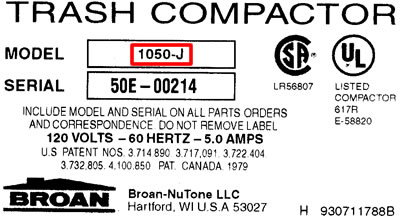 TRASH COMPACTOR
MODEL 1050-J
SERIAL 50E-00214
SA
UL
LR56807
LISTED
COMPACTOR
617R
E-58820
INCLUDE MODEL AND SERIAL ON ALL PARTS ORDERS
AND CORRESPONDENCE DO NOT REMOVE LABEL
120 VOLTS-60 HERTZ-5.0 AMPS
U.S PATENT NOS. 3.714 890. 3.717,091. 3.722.404.
3.732.805. 4.100.850 PAT. CANADA. 1979
BROAN
Broan-NuTone LLC
Hartford, WI U.S.A 53027
H 930711788B